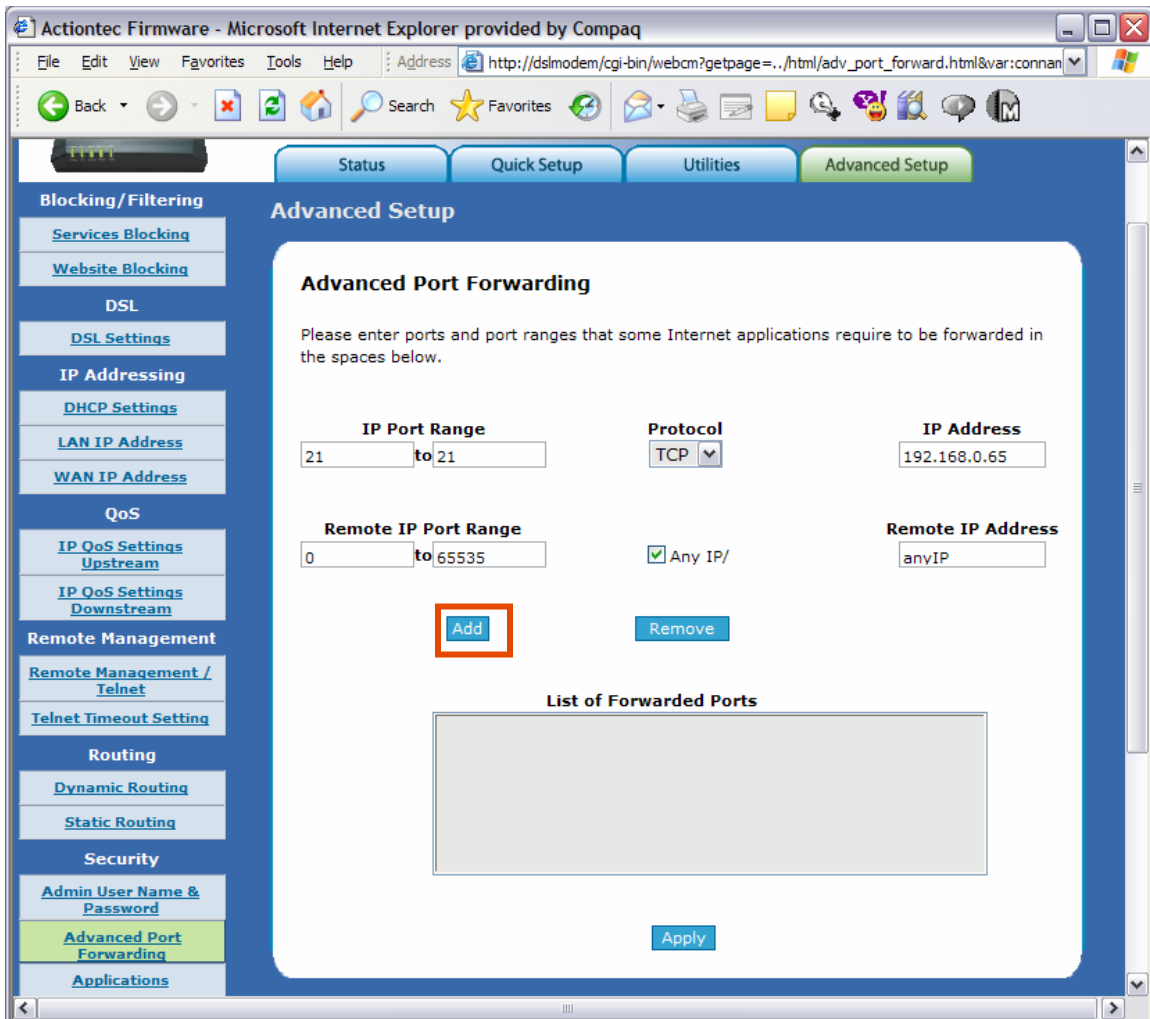 Actiontec Firmware - Microsoft Internet Explorer provided by Compaq
File Edit View Favorites Tools Help Address http://dslmodem/cgi-bin/webcm?getpage=../html/adv_port_forward.html&var:connan
Back Search Favorites
Status Quick Setup Utilities Advanced Setup
Blocking/Filtering
Services Blocking
Website Blocking
DSL
DSL Settings
IP Addressing
DHCP Settings
LAN IP Address
WAN IP Address
QoS
IP QoS Settings
Upstream
IP QoS Settings
Downstream
Remote Management
Remote Management /
Telnet
Telnet Timeout Setting
Routing
Dynamic Routing
Static Routing
Security
Admin User Name &
Password
Advanced Port
Forwarding
Applications
Advanced Setup
Advanced Port Forwarding
Please enter ports and port ranges that some Internet applications require to be forwarded in
the spaces below.
IP Port Range Protocol IP Address
21 to 21 TCP 192.168.0.65
Remote IP Port Range Remote IP Address
0 to 65535 Any IP/ anyIP
Add Remove
List of Forwarded Ports
Apply